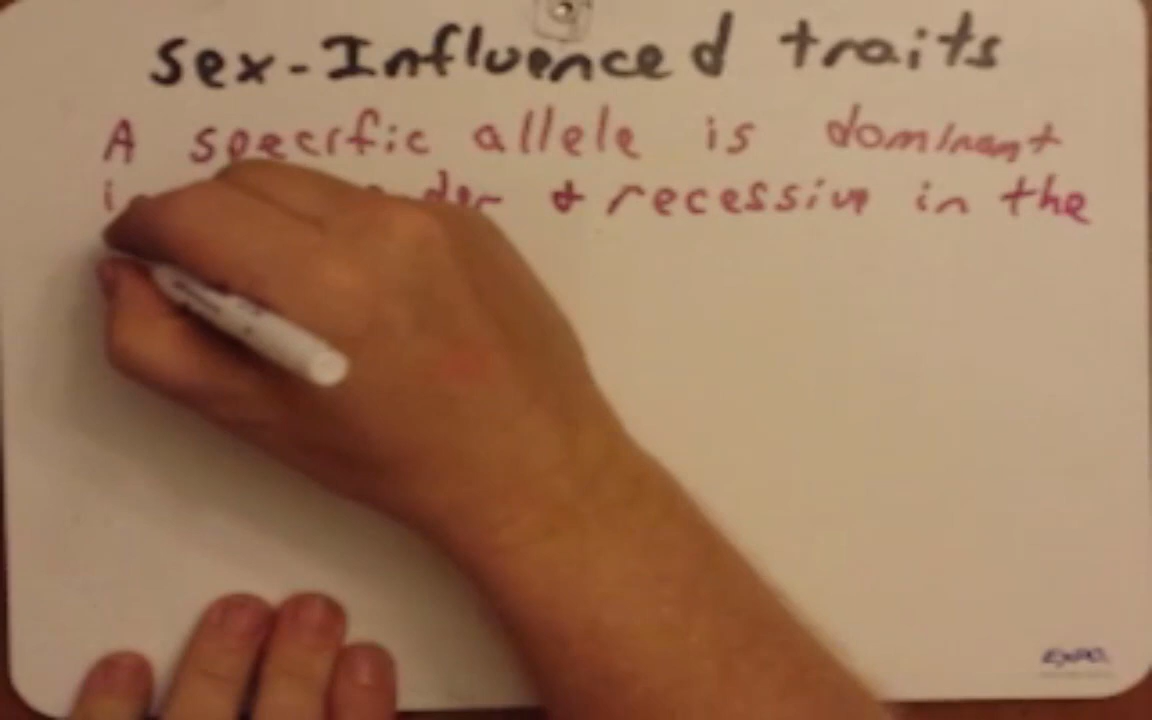 Sex-Influenced traits
A specific allele is dominant
& recessive in the
EXPO